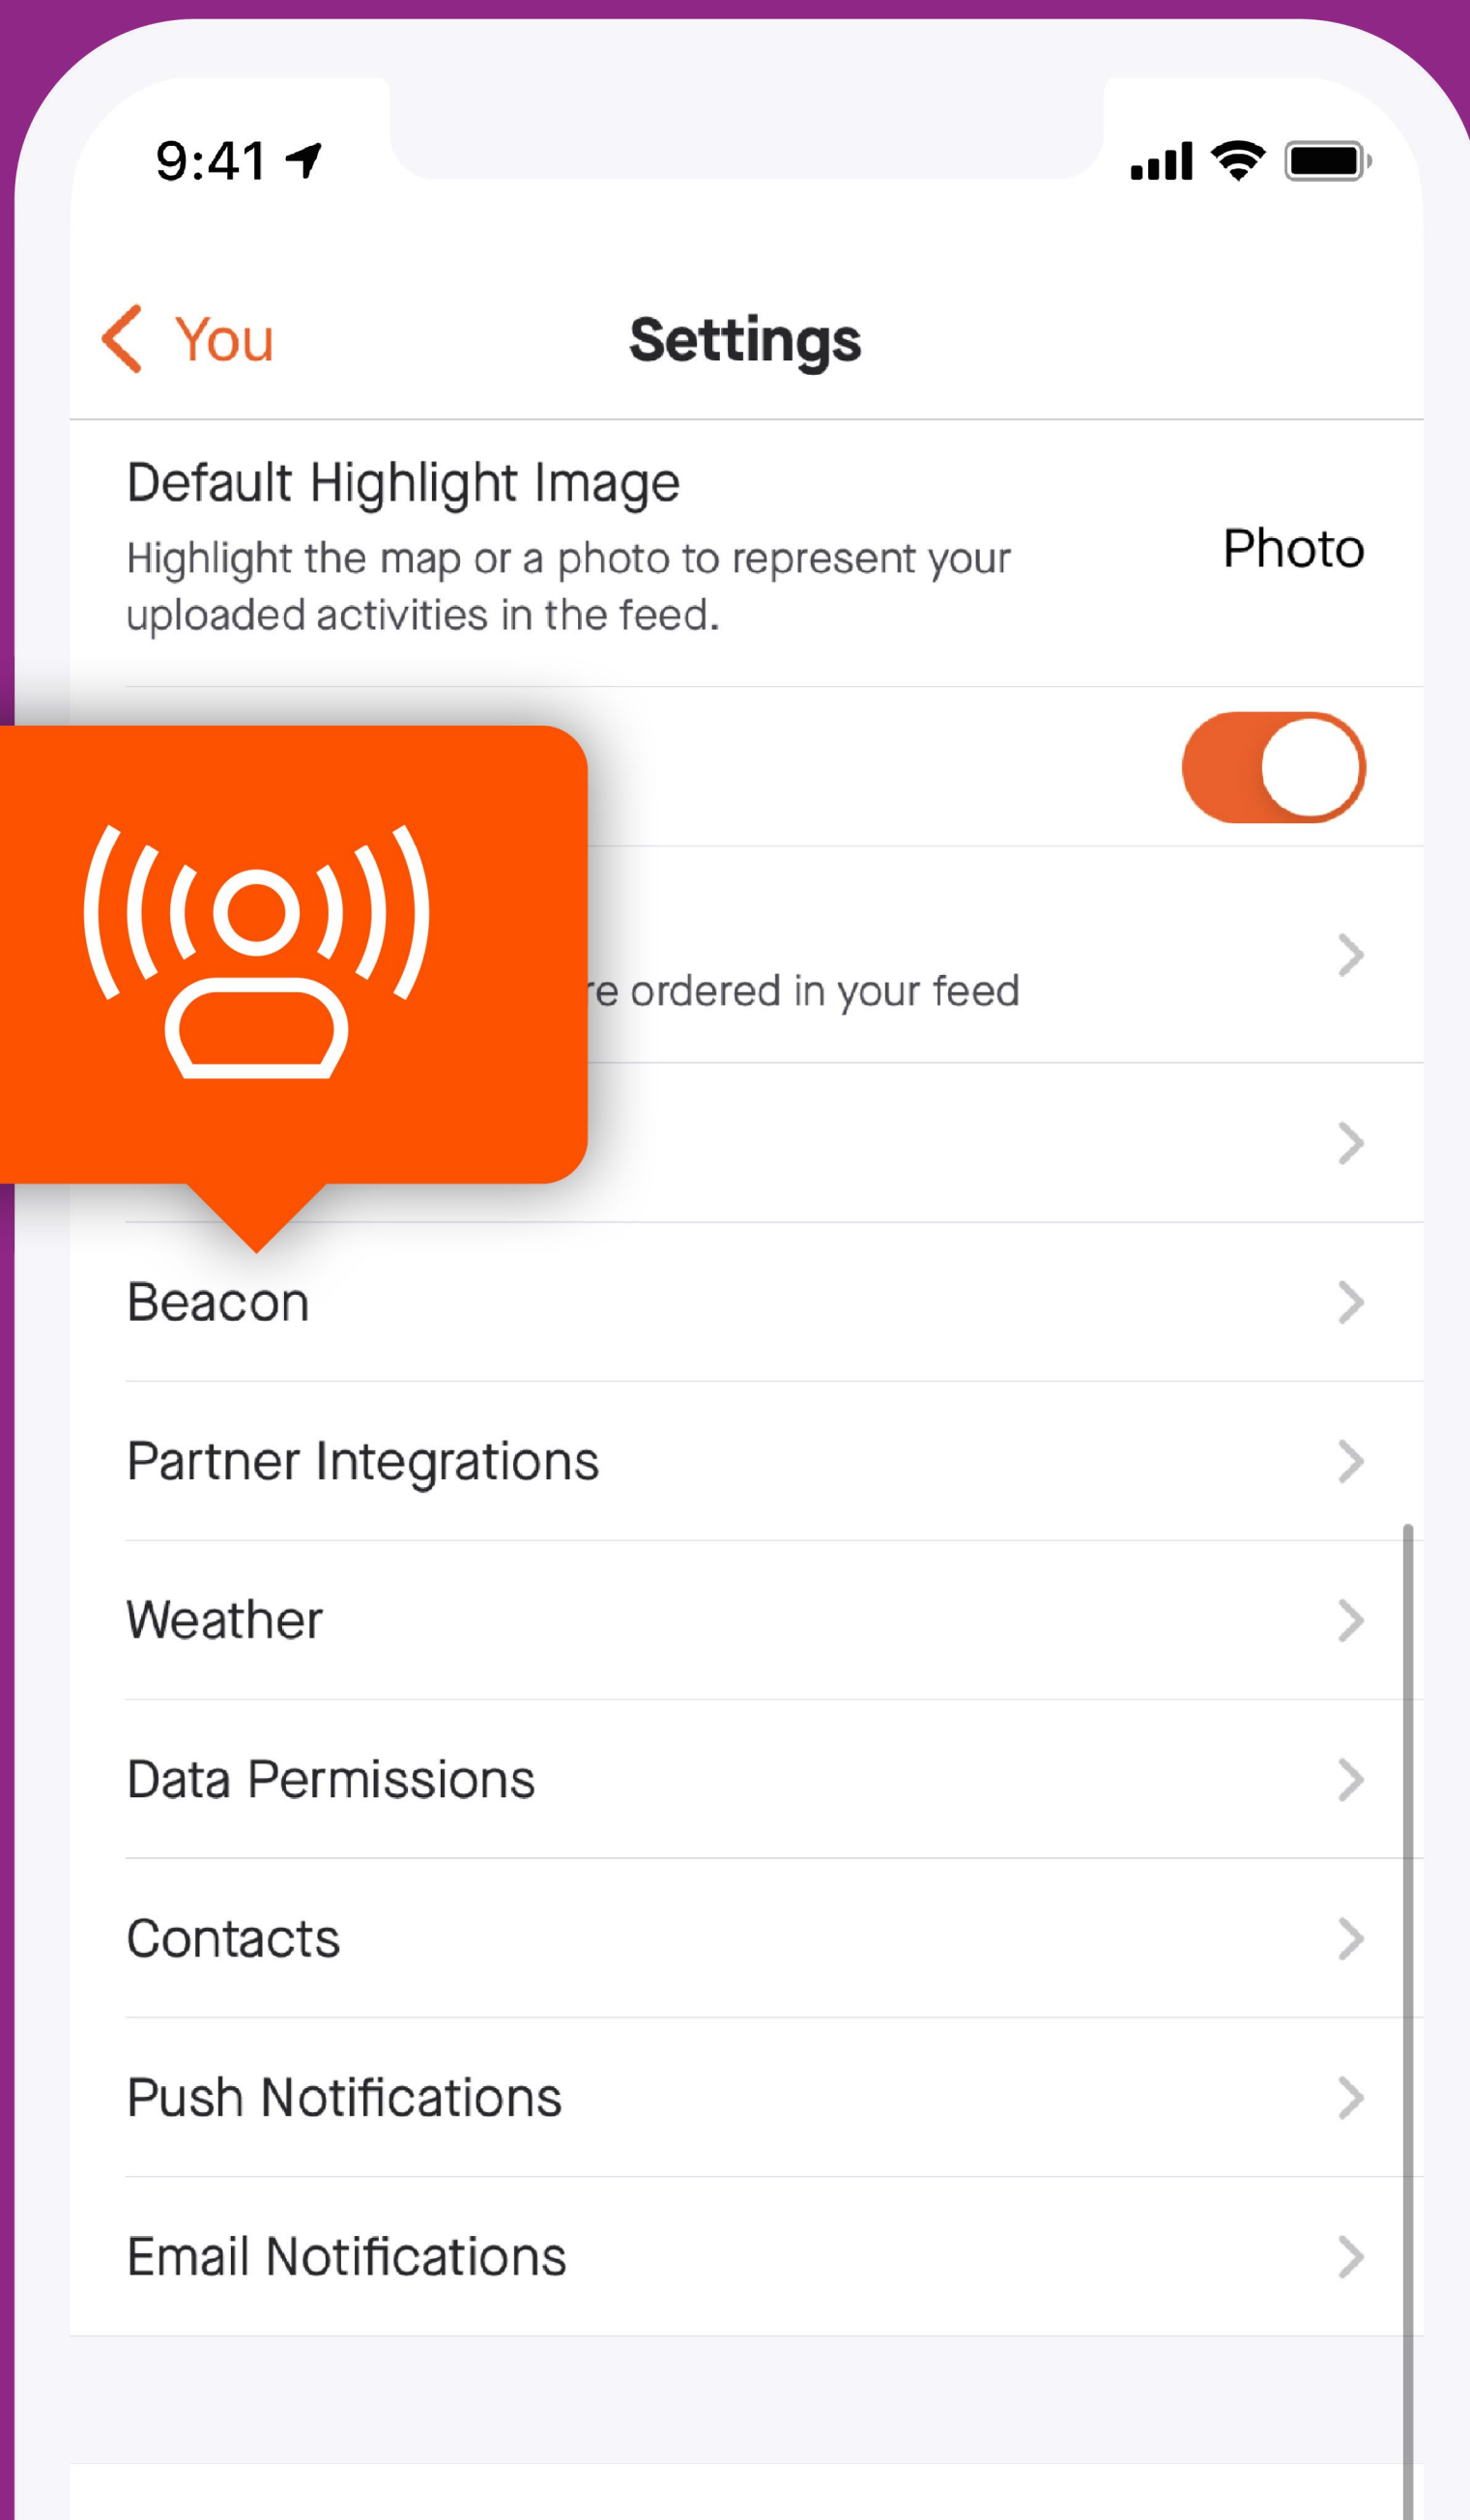 9:41
You
Settings
Default Highlight Image
Highlight the map or a photo to represent your
uploaded activities in the feed.
Photo
ordered in your feed
Beacon
Partner Integrations
Weather
Data Permissions
Contacts
Push Notifications
Email Notifications